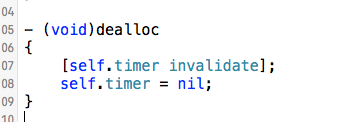 04
05 - (void)dealloc
06 {
07     [self.timer invalidate];
08     self.timer = nil;
09 }
10